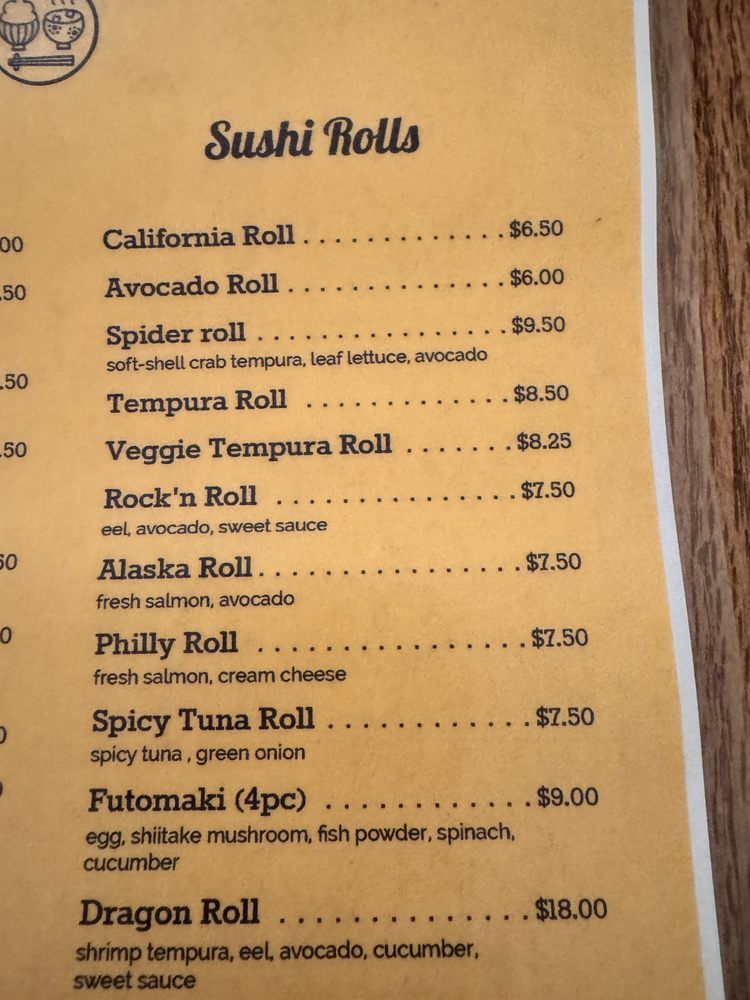 Sushi Rolls
California Roll . . . . . . . . . . . . . $6.50
Avocado Roll . . . . . . . . . . . . . . $6.00
Spider roll . . . . . . . . . . . . . . . . $9.50
soft-shell crab tempura, leaf lettuce, avocado
Tempura Roll . . . . . . . . . . . . . $8.50
Veggie Tempura Roll . . . . . . . $8.25
Rock'n Roll . . . . . . . . . . . . . . . $7.50
eel, avocado, sweet sauce
Alaska Roll . . . . . . . . . . . . . . . . $7.50
fresh salmon, avocado
Philly Roll . . . . . . . . . . . . . . . . $7.50
fresh salmon, cream cheese
Spicy Tuna Roll . . . . . . . . . . . . $7.50
spicy tuna , green onion
Futomaki (4pc) . . . . . . . . . . . . $9.00
egg, shiitake mushroom, fish powder, spinach,
cucumber
Dragon Roll . . . . . . . . . . . . . . $18.00
shrimp tempura, eel, avocado, cucumber,
sweet sauce